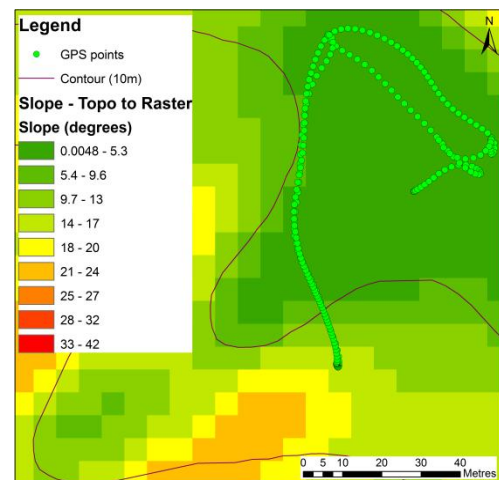 Legend
GPS points
Contour (10m)
Slope - Topo to Raster
Slope (degrees)
0.0048 - 5.3
5.4 - 9.6
9.7 - 13
14 - 17
18 - 20
21 - 24
25 - 27
28 - 32
33 - 42
N
0 5 10 20 30 40
Metres